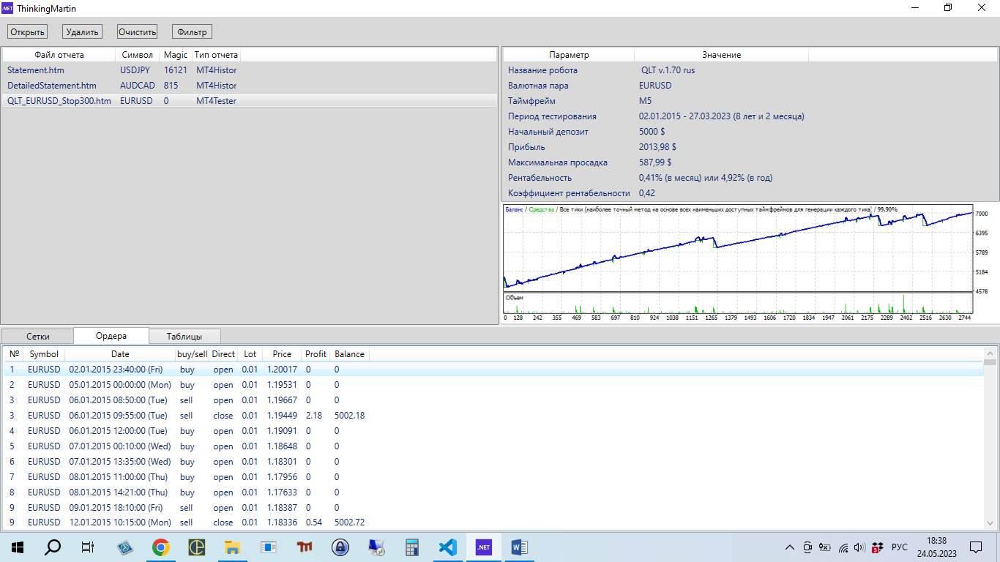 ThinkingMartin
Открыть Удалить Очистить Фильтр
Файл отчета Символ Magic Тип отчета
Statement.htm USDJPY 16121 MT4Histor
DetailedStatement.htm AUDCAD 815 MT4Histor
QLT_EURUSD_Stop300.htm EURUSD 0 MT4Tester
Параметр Значение
Название робота QLT v.1.70 rus
Валютная пара EURUSD
Таймфрейм M5
Период тестирования 02.01.2015 - 27.03.2023 (8 лет и 2 месяца)
Начальный депозит 5000 $
Прибыль 2013,98 $
Максимальная просадка 587,99 $
Рентабельность 0,41% (в месяц) или 4,92% (в год)
Коэффициент рентабельности 0,42
Баланс / Средства / Все тики (наиболее точный метод на основе всех наименьших доступных таймфреймов для генерации каждого тика) / 99.90%
7000
6395
5789
5184
4578
Объем
0 128 242 355 469 583 697 810 924 1038 1151 1265 1379 1493 1606 1720 1834 1947 2061 2175 2289 2402 2516 2630 2744
Сетки Ордера Таблицы
№ Symbol Date buy/sell Direct Lot Price Profit Balance
1 EURUSD 02.01.2015 23:40:00 (Fri) buy open 0.01 1.20017 0 0
2 EURUSD 05.01.2015 00:00:00 (Mon) buy open 0.01 1.19531 0 0
3 EURUSD 06.01.2015 08:50:00 (Tue) sell open 0.01 1.19667 0 0
3 EURUSD 06.01.2015 09:55:00 (Tue) sell close 0.01 1.19449 2.18 5002.18
4 EURUSD 06.01.2015 12:00:00 (Tue) buy open 0.01 1.19091 0 0
5 EURUSD 07.01.2015 00:10:00 (Wed) buy open 0.01 1.18648 0 0
6 EURUSD 07.01.2015 13:35:00 (Wed) buy open 0.01 1.18301 0 0
7 EURUSD 08.01.2015 11:00:00 (Thu) buy open 0.01 1.17956 0 0
8 EURUSD 08.01.2015 14:21:00 (Thu) buy open 0.01 1.17633 0 0
9 EURUSD 09.01.2015 18:10:00 (Fri) sell open 0.01 1.18387 0 0
9 EURUSD 12.01.2015 10:15:00 (Mon) sell close 0.01 1.18336 0.54 5002.72
.NET
3
РУС
18:38
24.05.2023